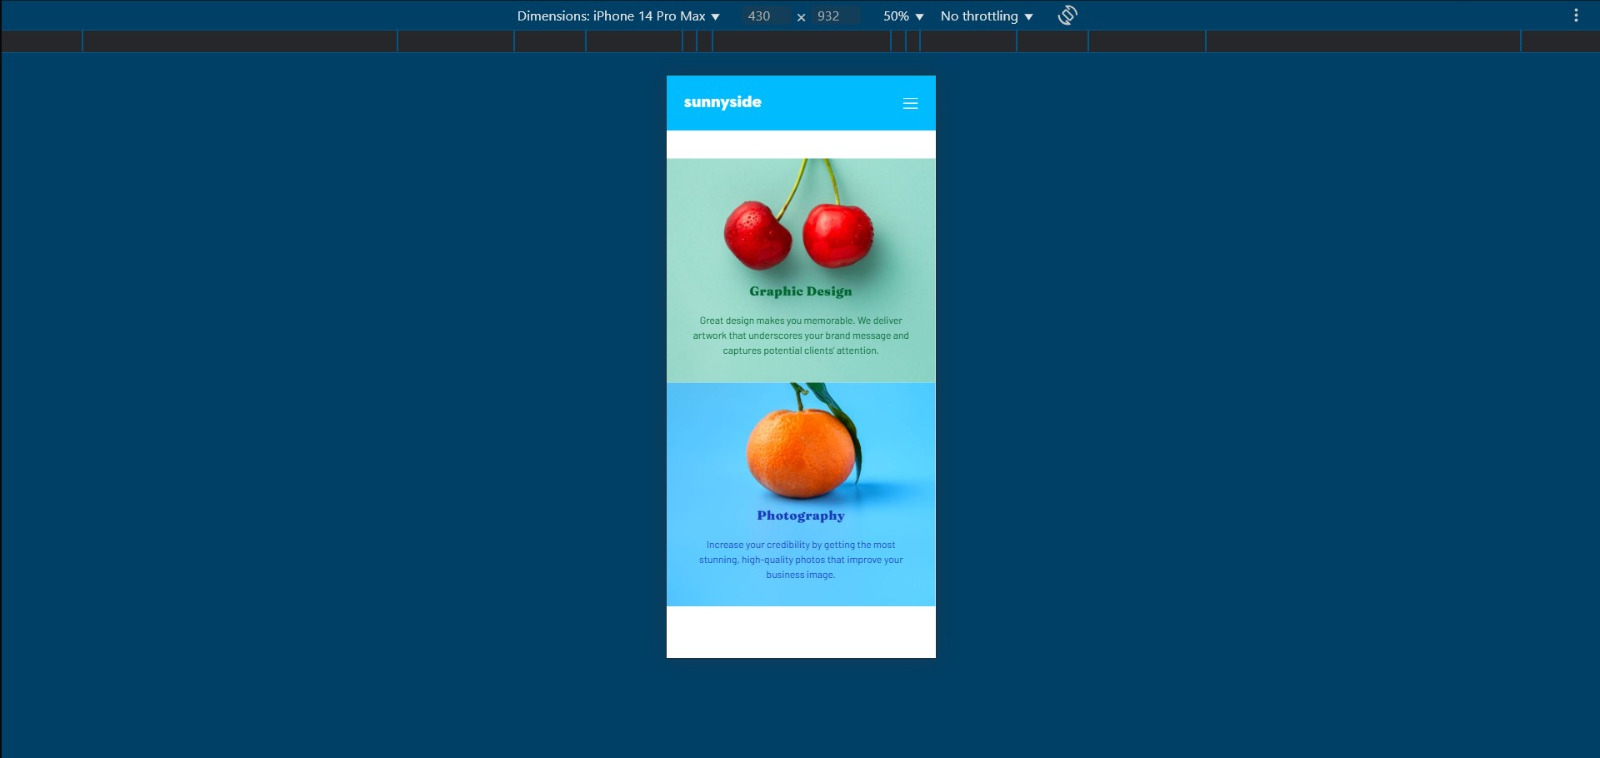 Dimensions: iPhone 14 Pro Max 430 × 932 50% No throttling
sunnyside
Graphic Design
Great design makes you memorable. We deliver
artwork that underscores your brand message and
captures potential clients' attention.
Photography
Increase your credibility by getting the most
stunning, high-quality photos that improve your
business image.